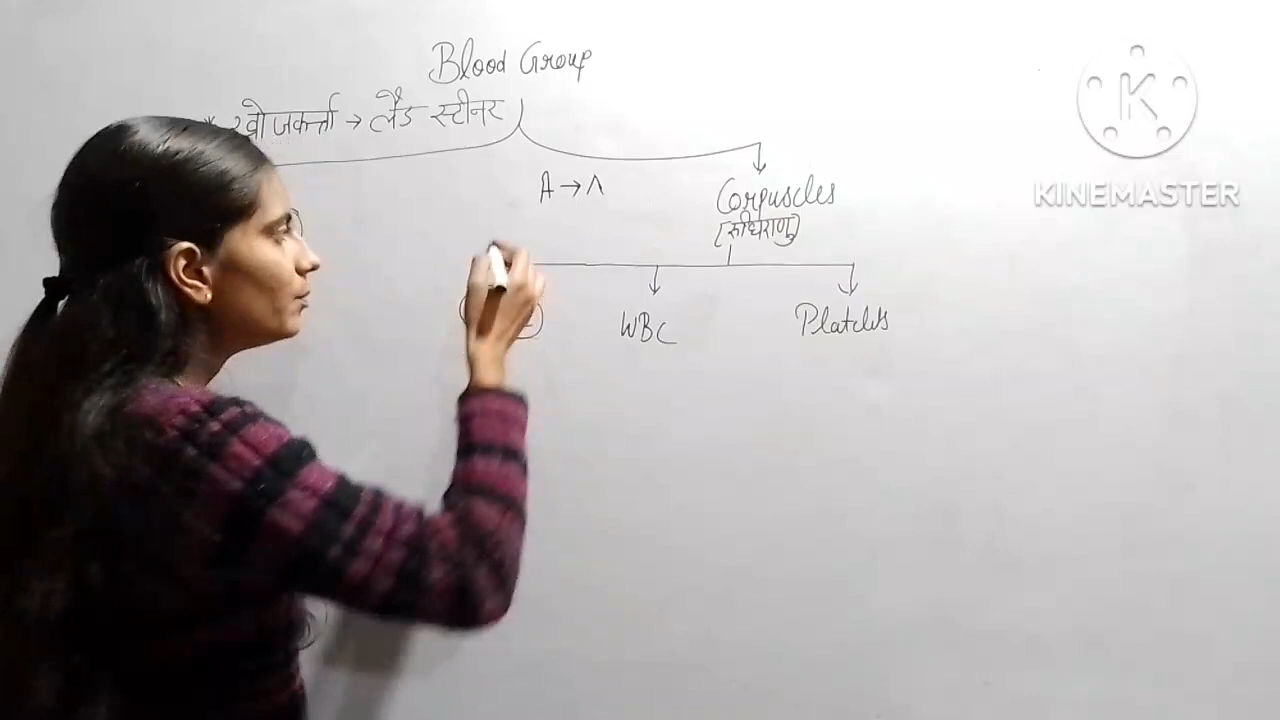 Blood Group
* खोजकर्त्ता → लैंड स्टीनर
A → A
Corpuscles
(रुधिराणु)
WBC
Platelets
K
KINEMASTER